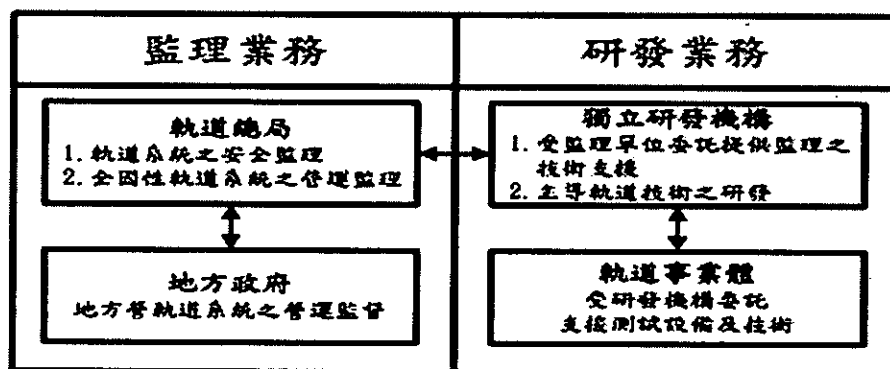 監理業務
研發業務
軌道總局
1. 軌道系統之安全監理
2. 全國性軌道系統之營運監理
地方政府
地方營軌道系統之營運監督
獨立研發機構
1. 受監理單位委託提供監理之
技術支援
2. 主導軌道技術之研發
軌道事業體
受研發機構委託
支援測試設備及技術